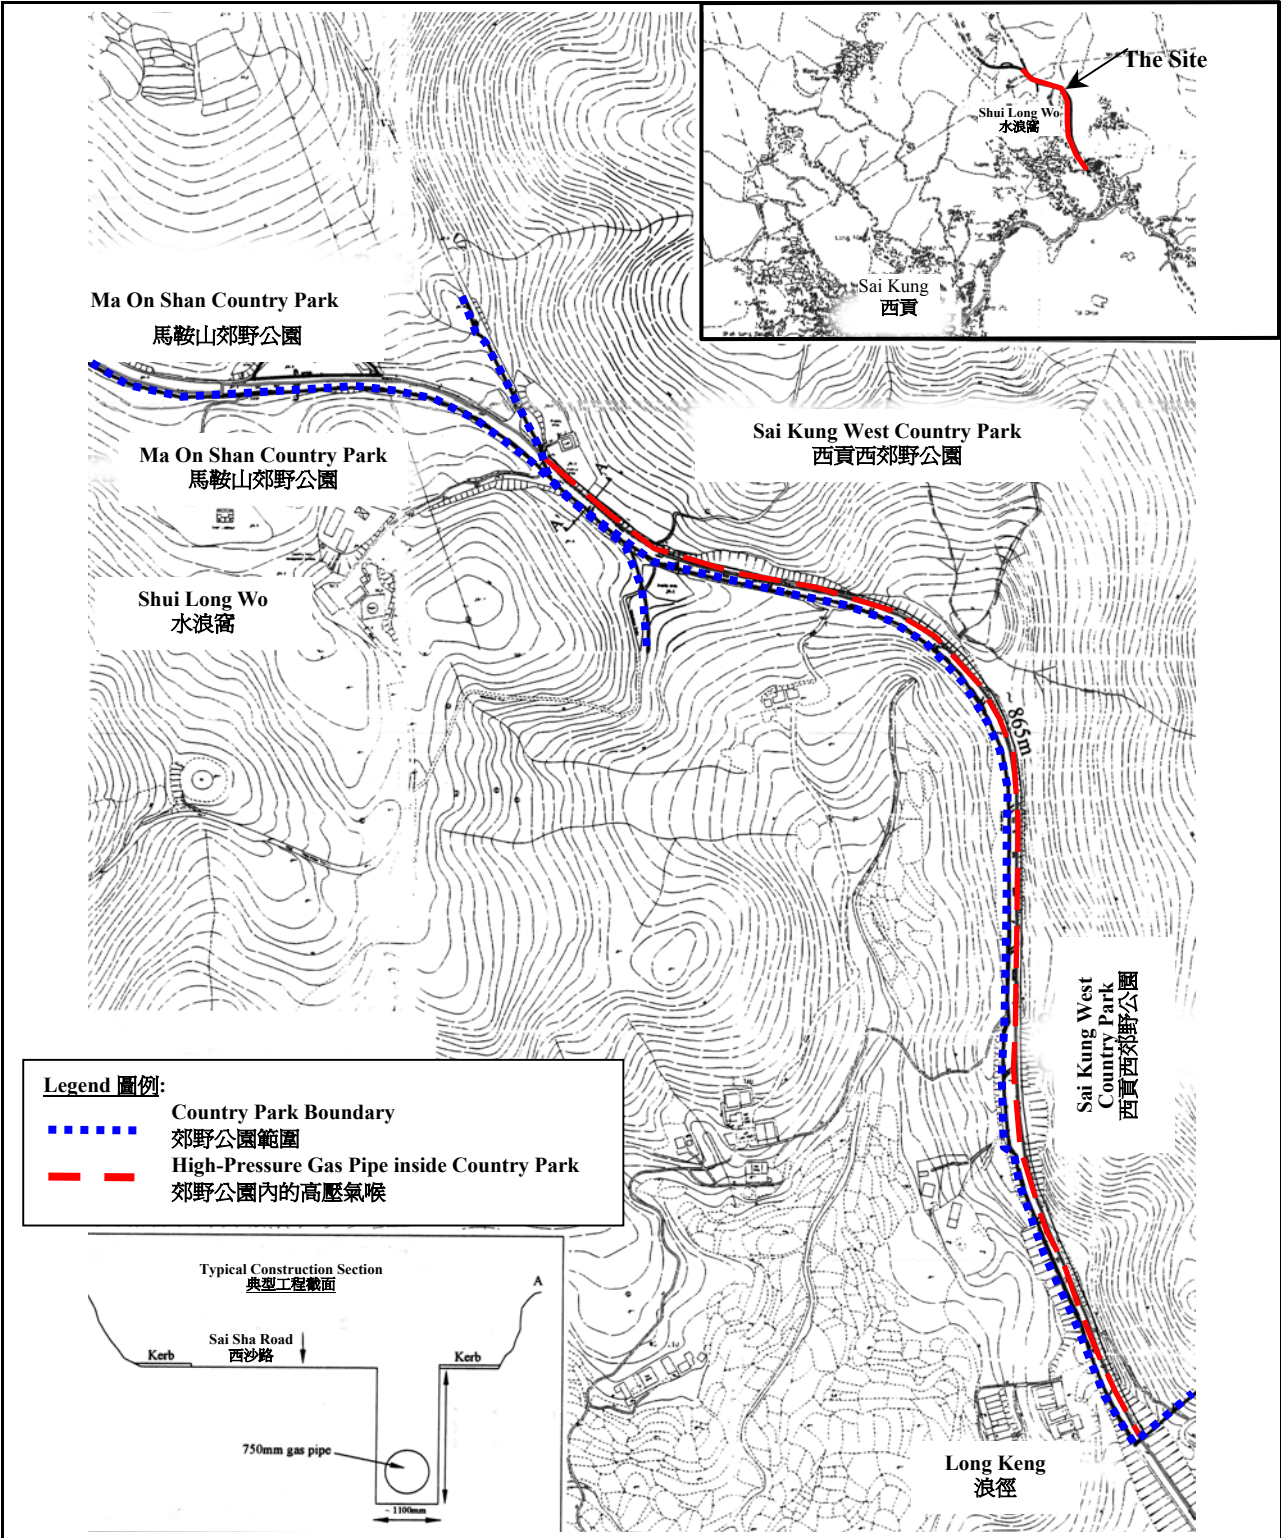 The Site
Shui Long Wo
水浪窩
Sai Kung
西貢
Ma On Shan Country Park
馬鞍山郊野公園
Ma On Shan Country Park
馬鞍山郊野公園
Sai Kung West Country Park
西貢西郊野公園
A
A'
Shui Long Wo
水浪窩
~ 865m
Sai Kung West
Country Park
西貢西郊野公園
Legend 圖例:
Country Park Boundary
郊野公園範圍
High-Pressure Gas Pipe inside Country Park
郊野公園內的高壓氣喉
Typical Construction Section
典型工程截面
A
Sai Sha Road
西沙路
Kerb
Kerb
750mm gas pipe
~ 1100mm
Long Keng
浪徑